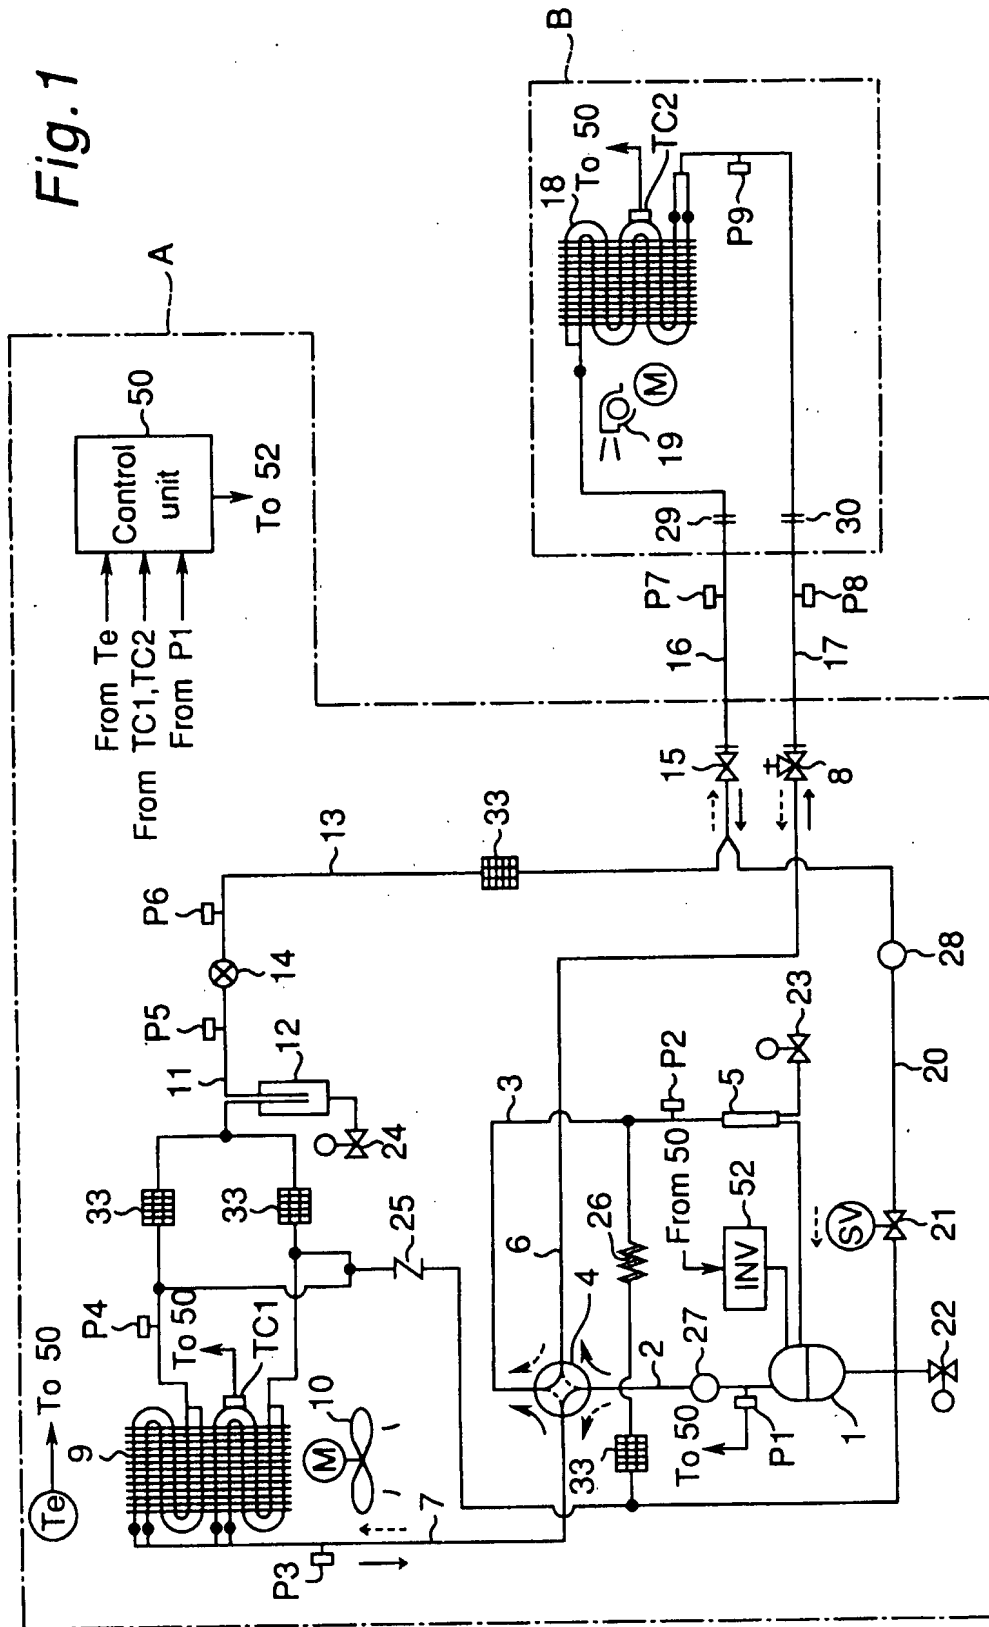 Fig. 1
A
B
50
Control
unit
To 52
From Te
From TC1,TC2
From P1
18
To 50
TC2
P9
M
19
29
30
P7
P8
16
17
15
8
33
13
P6
14
P5
11
12
24
33
33
25
P4
To 50
TC1
Te
To 50
9
M
10
7
P3
3
P2
5
23
28
20
6
26
From 50
52
INV
4
2
27
SV
21
22
1
P1
To 50
33